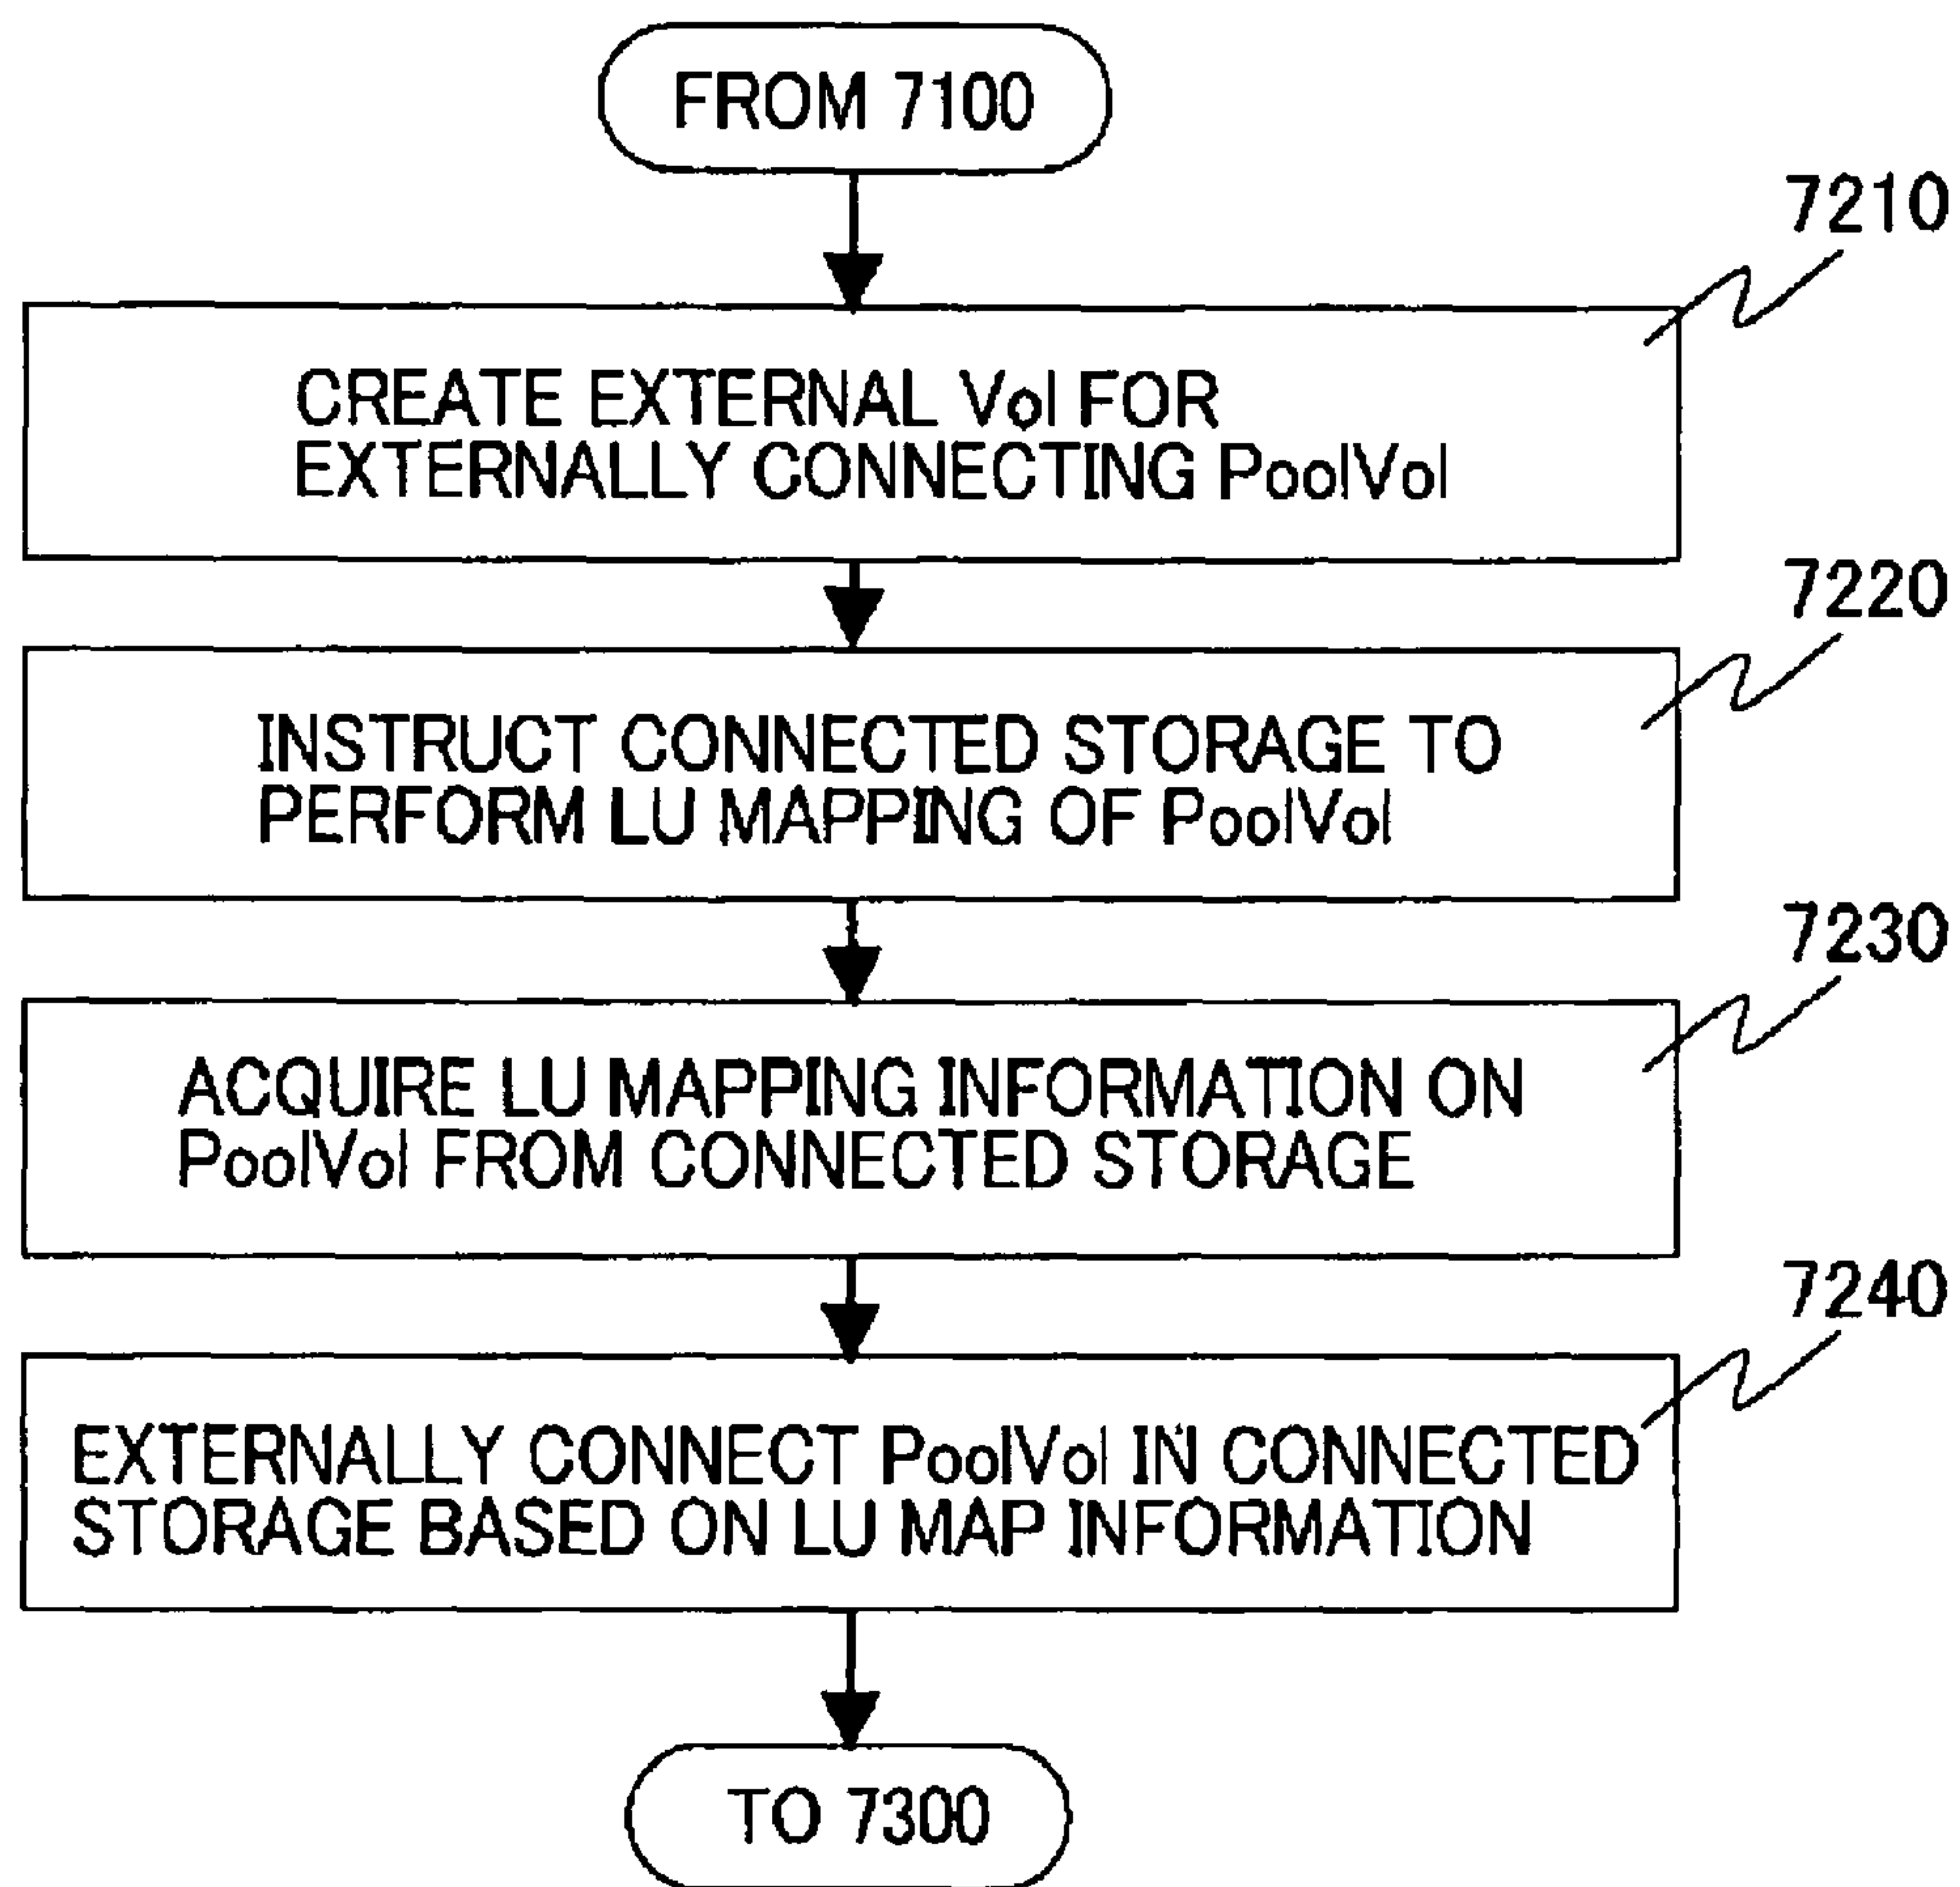 FROM 7100
7210
CREATE EXTERNAL Vol FOR
EXTERNALLY CONNECTING PoolVol
7220
INSTRUCT CONNECTED STORAGE TO
PERFORM LU MAPPING OF PoolVol
7230
ACQUIRE LU MAPPING INFORMATION ON
PoolVol FROM CONNECTED STORAGE
7240
EXTERNALLY CONNECT PoolVol IN CONNECTED
STORAGE BASED ON LU MAP INFORMATION
TO 7300